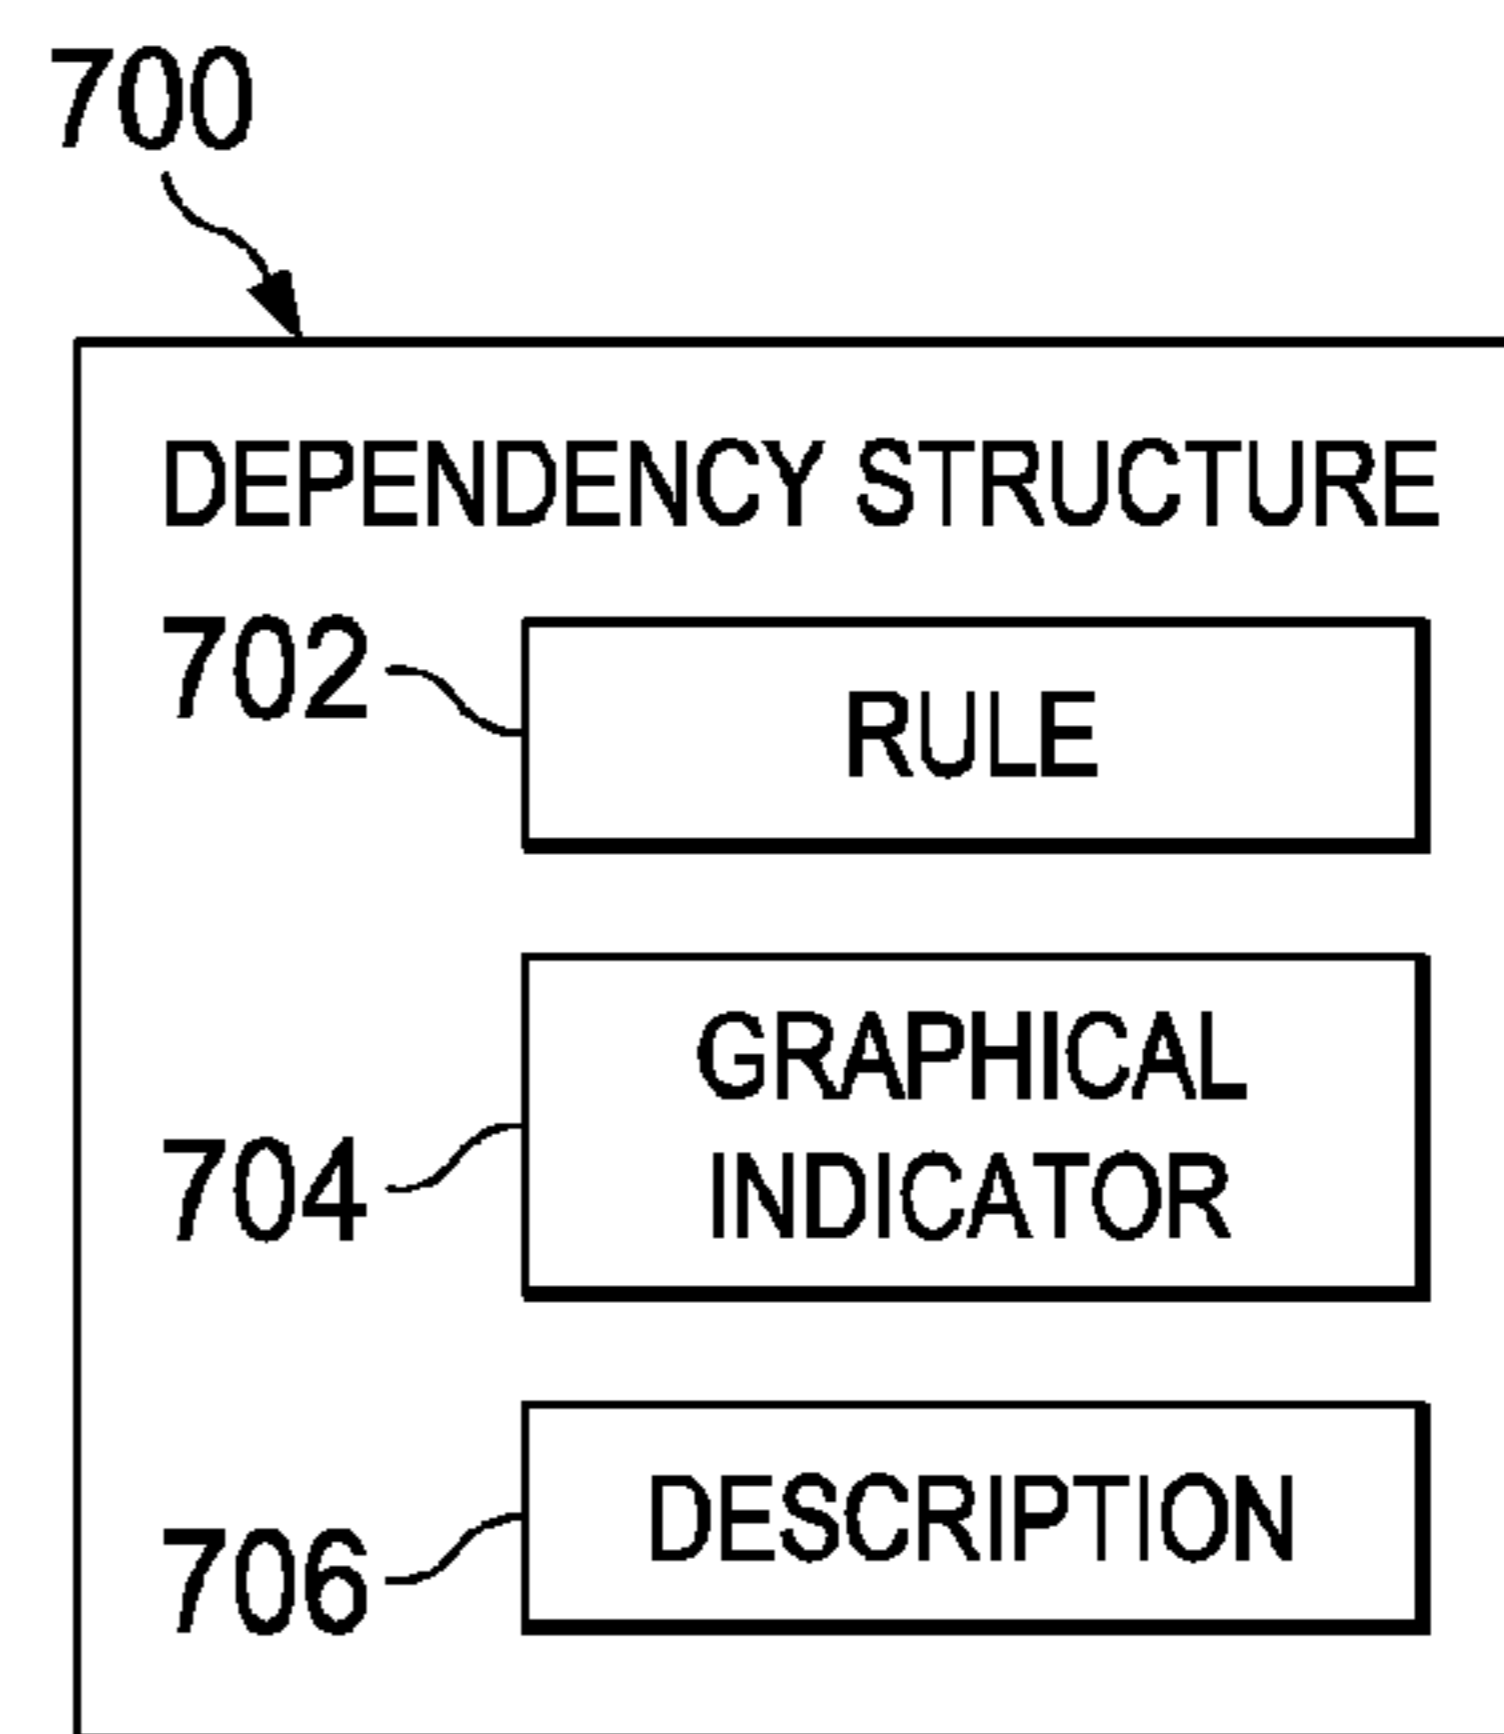 700
DEPENDENCY STRUCTURE
702
RULE
GRAPHICAL
INDICATOR
704
DESCRIPTION
706